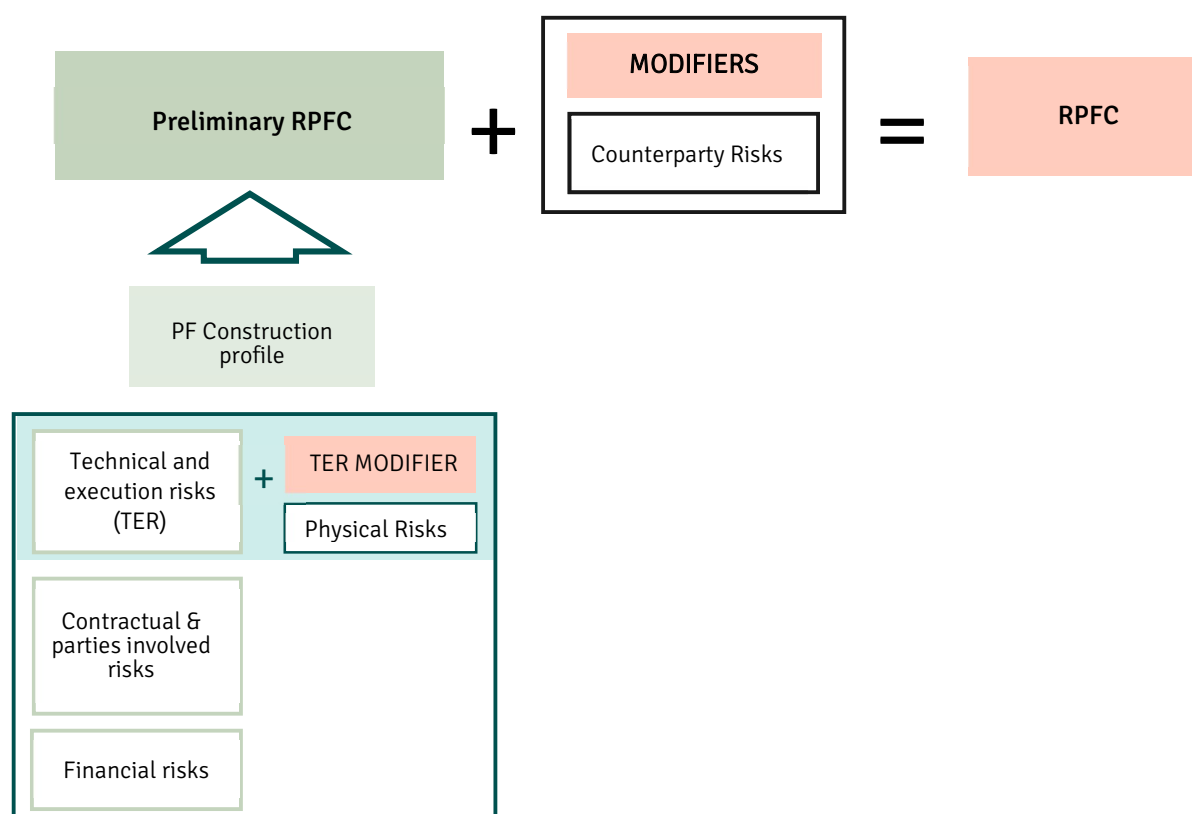 Preliminary RPFC
+
MODIFIERS
Counterparty Risks
=
RPFC
PF Construction
profile
Technical and
execution risks
(TER)
+
TER MODIFIER
Physical Risks
Contractual &
parties involved
risks
Financial risks